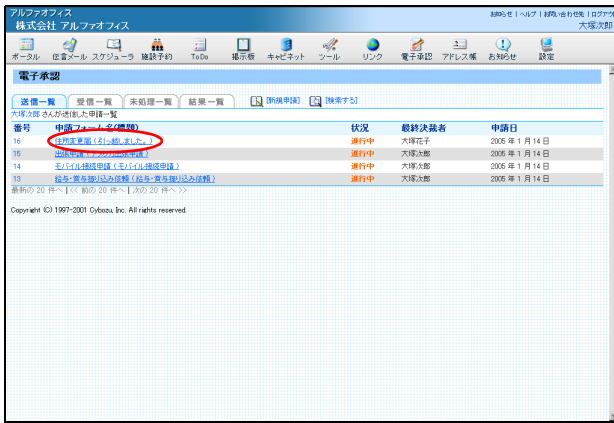 アルファオフィス
株式会社 アルファオフィス
お知らせ | ヘルプ | お問い合わせ先 | ログアウ
大塚次郎
ポータル 伝言メール スケジューラ 施設予約 ToDo 掲示板 キャビネット ツール リンク 電子承認 アドレス帳 お知らせ 設定
電子承認
送信一覧 受信一覧 未処理一覧 結果一覧 [新規申請] [検索する]
大塚次郎 さんが送信した申請一覧
番号 申請フォーム名(標題) 状況 最終決裁者 申請日
16 住所変更届 ( 引っ越しました。 ) 進行中 大塚花子 2005 年 1 月 14 日
15 出張申請 出張申請 ) 進行中 大塚次郎 2005 年 1 月 14 日
14 モバイル接続申請 ( モバイル接続申請 ) 進行中 大塚次郎 2005 年 1 月 14 日
13 給与・賞与振り込み依頼 ( 給与・賞与振り込み依頼 ) 進行中 大塚次郎 2005 年 1 月 14 日
最新の 20 件へ | << 前の 20 件へ | 次の 20 件へ >>
Copyright (C) 1997-2001 Cybozu, Inc. All rights reserved.